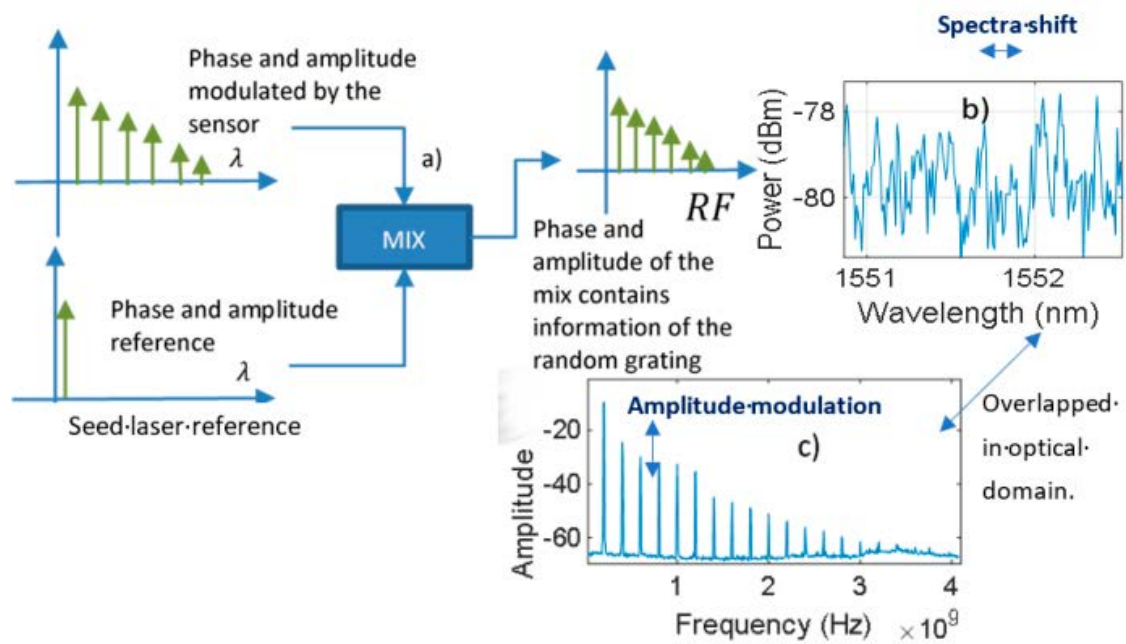 Phase and amplitude
modulated by the
sensor
λ
a)
MIX
Phase and amplitude
reference
λ
Seed·laser·reference
RF
Phase and
amplitude of the
mix contains
information of the
random grating
Spectra·shift
b)
Power (dBm)
-78
-80
1551
1552
Wavelength (nm)
Overlapped·
in·optical·
domain.
Amplitude·modulation
c)
Amplitude
-20
-40
-60
1
2
3
4
Frequency (Hz)
×10⁹